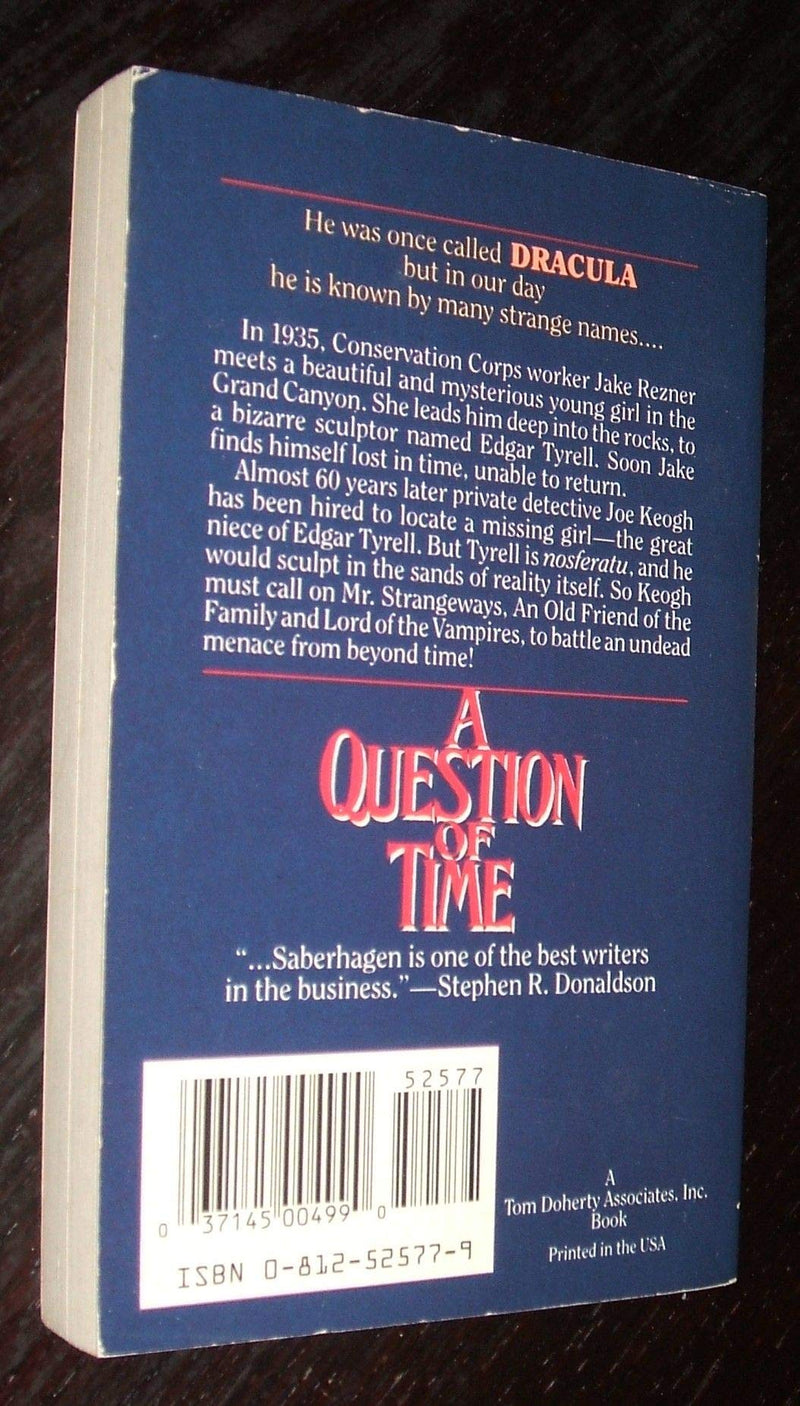 He was once called DRACULA
but in our day
he is known by many strange names....
In 1935, Conservation Corps worker Jake Rezner
meets a beautiful and mysterious young girl in the
Grand Canyon. She leads him deep into the rocks, to
a bizarre sculptor named Edgar Tyrell. Soon Jake
finds himself lost in time, unable to return.
Almost 60 years later private detective Joe Keogh
has been hired to locate a missing girl—the great
niece of Edgar Tyrell. But Tyrell is nosferatu, and he
would sculpt in the sands of reality itself. So Keogh
must call on Mr. Strangeways, An Old Friend of the
Family and Lord of the Vampires, to battle an undead
menace from beyond time!
A
QUESTION
OF
TIME
“...Saberhagen is one of the best writers
in the business.”—Stephen R. Donaldson
52577
0 37145 00499 0
ISBN 0-812-52577-9
A
Tom Doherty Associates, Inc.
Book
Printed in the USA